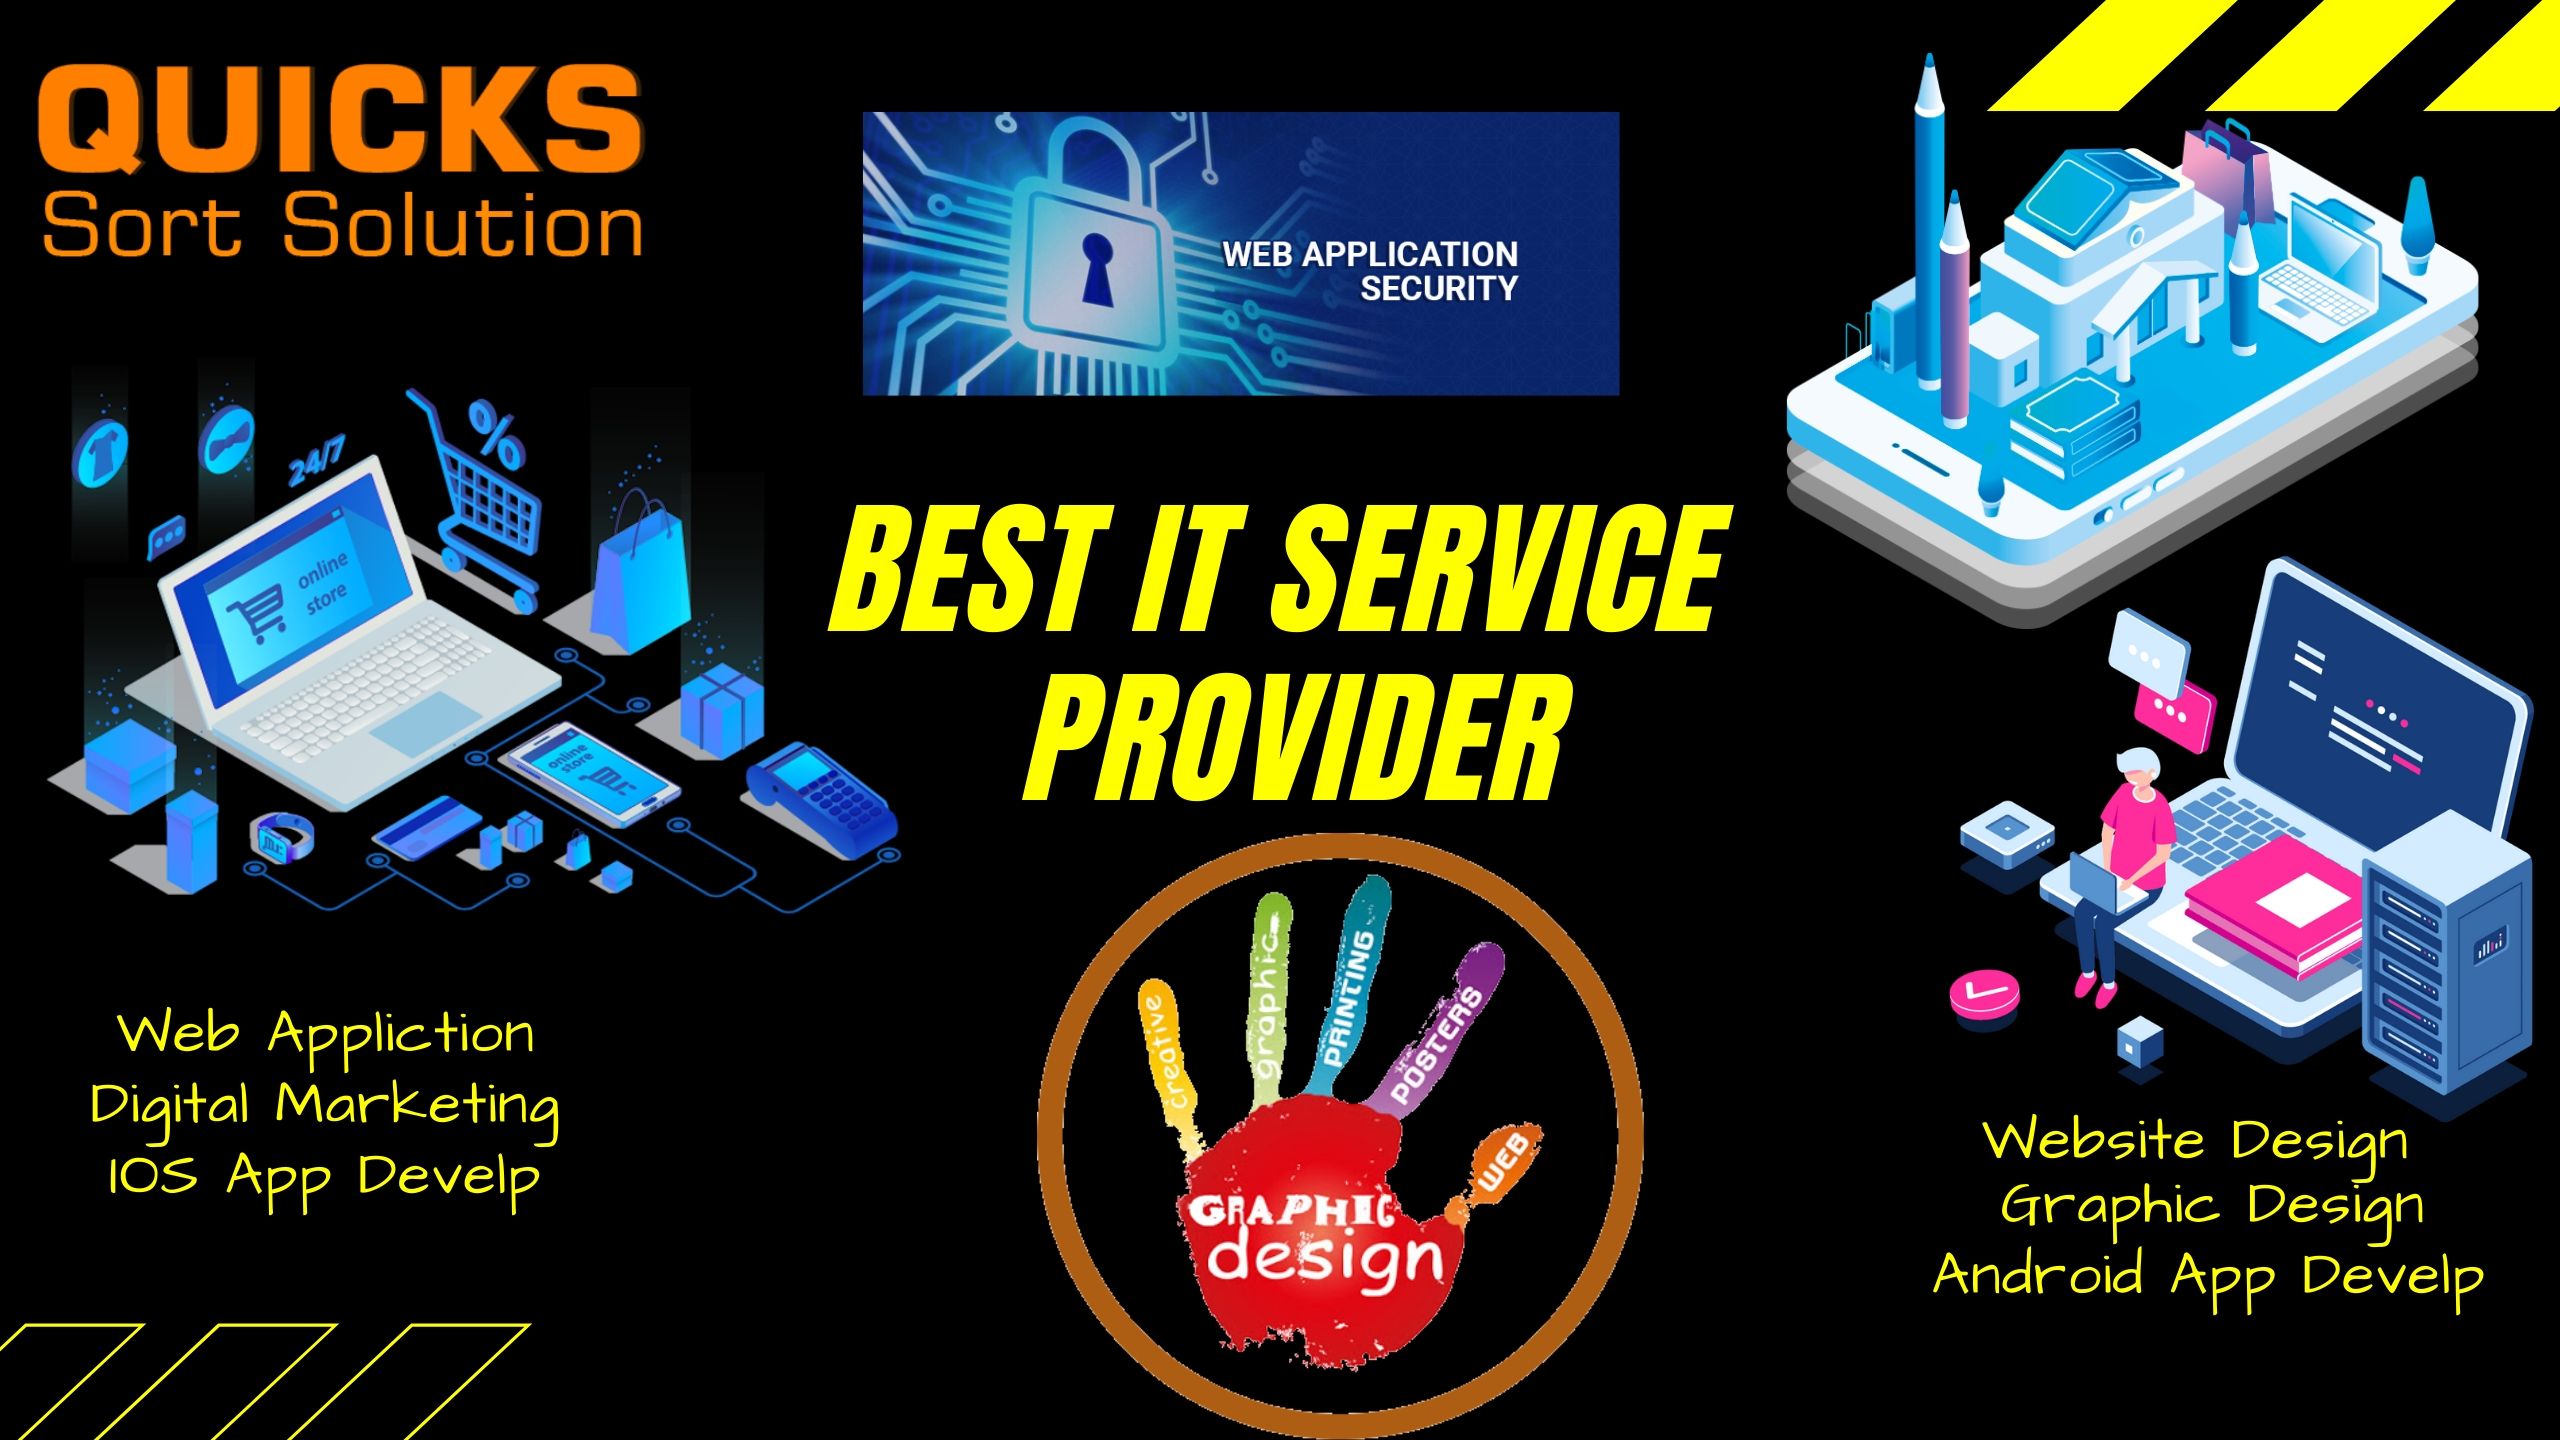 QUICKS
Sort Solution
WEB APPLICATION
SECURITY
24/7
%
online
store
online
store
BEST IT SERVICE
PROVIDER
creative
graphic
PRINTING
POSTERS
WEB
GRAPHIC
design
Web Appliction
Digital Marketing
IOS App Develp
Website Design
Graphic Design
Android App Develp